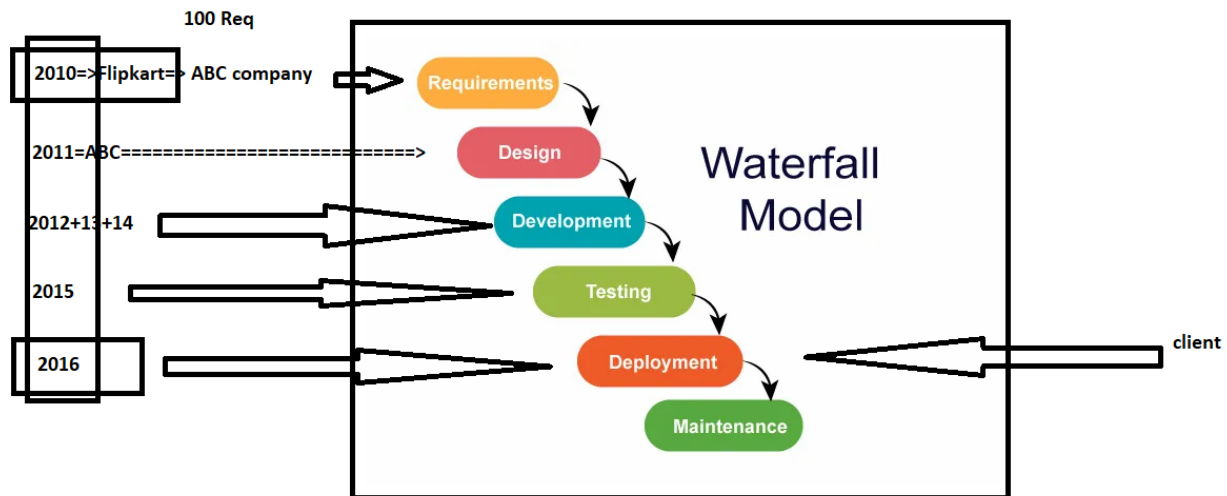 100 Req
2010=>Flipkart=> ABC company
Requirements
2011=ABC============================>
Design
Waterfall
Model
2012+13+14
Development
2015
Testing
2016
Deployment
client
Maintenance